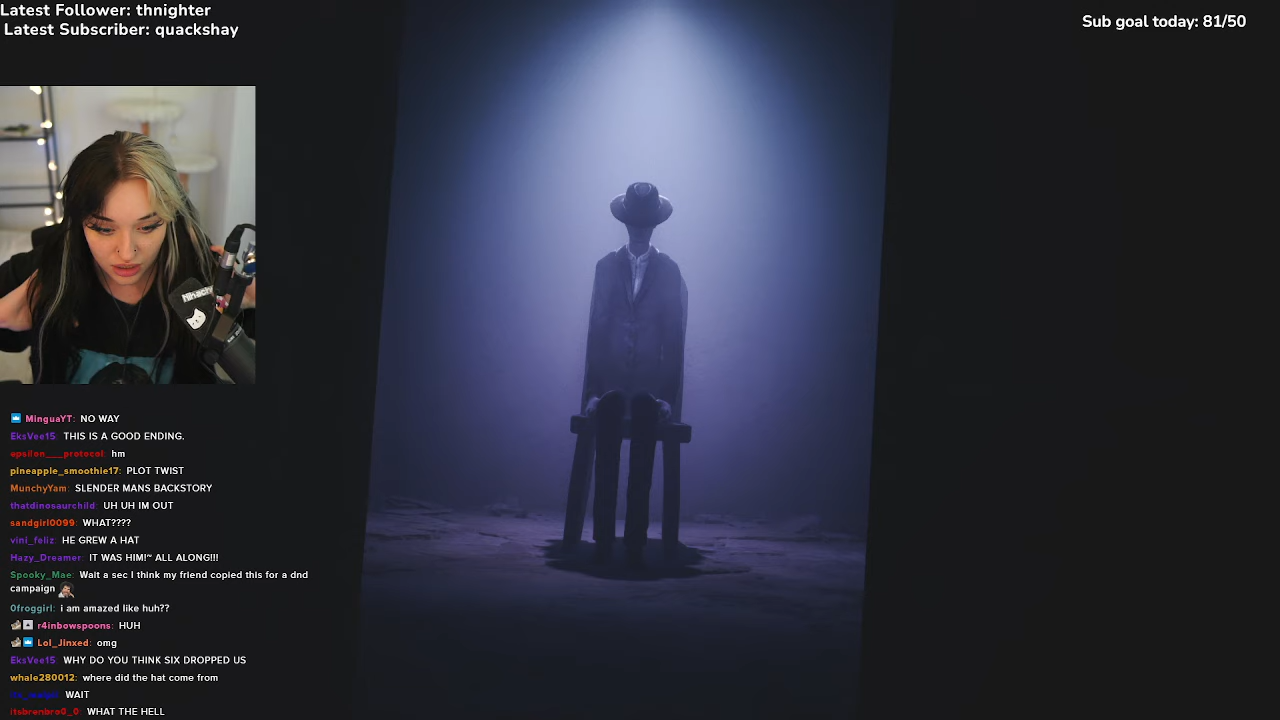 Latest Follower: thnighter
Latest Subscriber: quackshay
Sub goal today: 81/50
MinguaYT: NO WAY
EksVee15: THIS IS A GOOD ENDING.
epsilon___protocol: hm
pineapple_smoothie17: PLOT TWIST
MunchyYam: SLENDER MANS BACKSTORY
thatdinosaurchild: UH UH IM OUT
sandgirl0099: WHAT????
vini_feliz: HE GREW A HAT
Hazy_Dreamer: IT WAS HIM!~ ALL ALONG!!!
Spooky_Mae: Wait a sec I think my friend copied this for a dnd
campaign
0froggirl: i am amazed like huh??
r4inbowspoons: HUH
Lol_Jinxed: omg
EksVee15: WHY DO YOU THINK SIX DROPPED US
whale280012: where did the hat come from
WAIT
itsbrenbro0_0: WHAT THE HELL